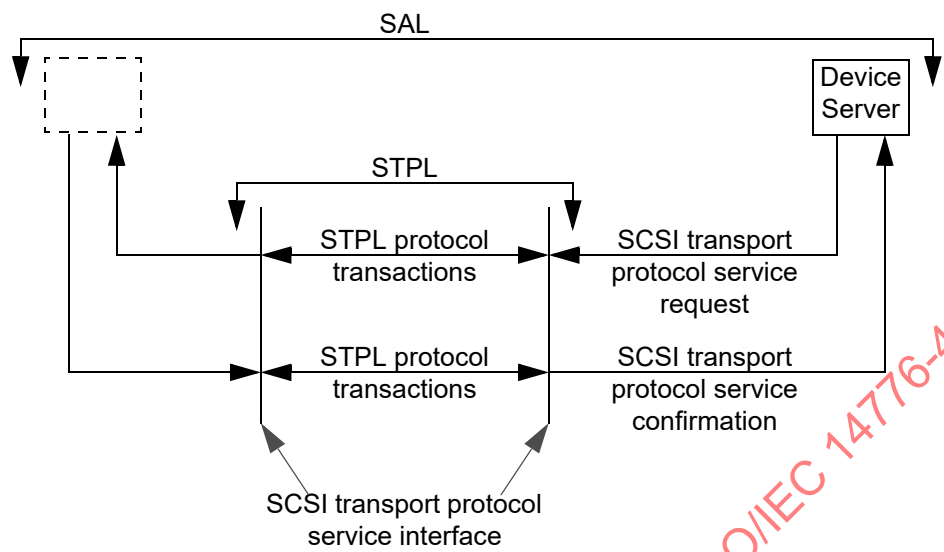 SAL
Device
Server
STPL
STPL protocol
transactions
SCSI transport
protocol service
request
STPL protocol
transactions
SCSI transport
protocol service
confirmation
SCSI transport protocol
service interface
O/IEC 14776-4